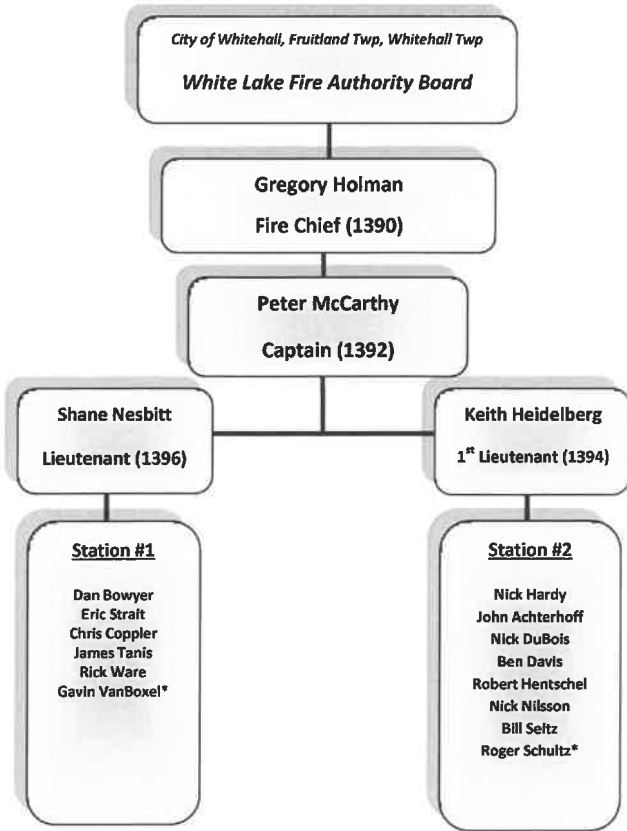 City of Whitehall, Fruitland Twp, Whitehall Twp
White Lake Fire Authority Board
Gregory Holman
Fire Chief (1390)
Peter McCarthy
Captain (1392)
Shane Nesbitt
Lieutenant (1396)
Keith Heidelberg
1st Lieutenant (1394)
Station #1
Dan Bowyer
Eric Strait
Chris Coppler
James Tanis
Rick Ware
Gavin VanBoxel*
Station #2
Nick Hardy
John Achterhoff
Nick DuBois
Ben Davis
Robert Hentschel
Nick Nilsson
Bill Seitz
Roger Schultz*